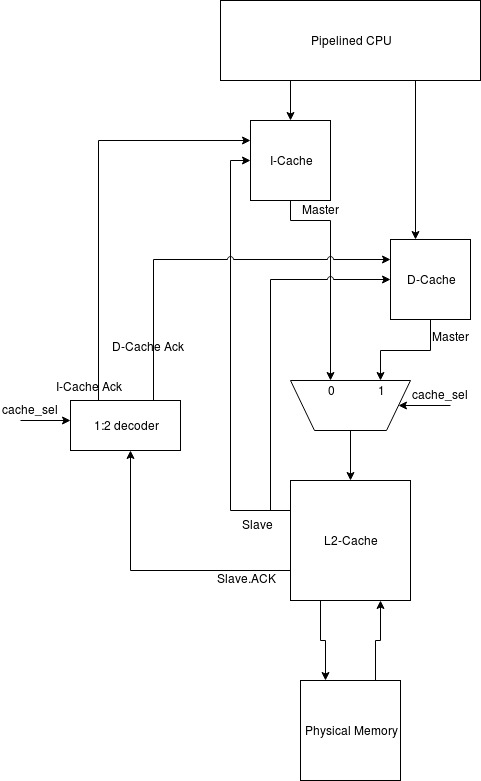 Pipelined CPU
I-Cache
Master
D-Cache
Master
D-Cache Ack
I-Cache Ack
0
1
cache_sel
cache_sel
1:2 decoder
Slave
L2-Cache
Slave.ACK
Physical Memory